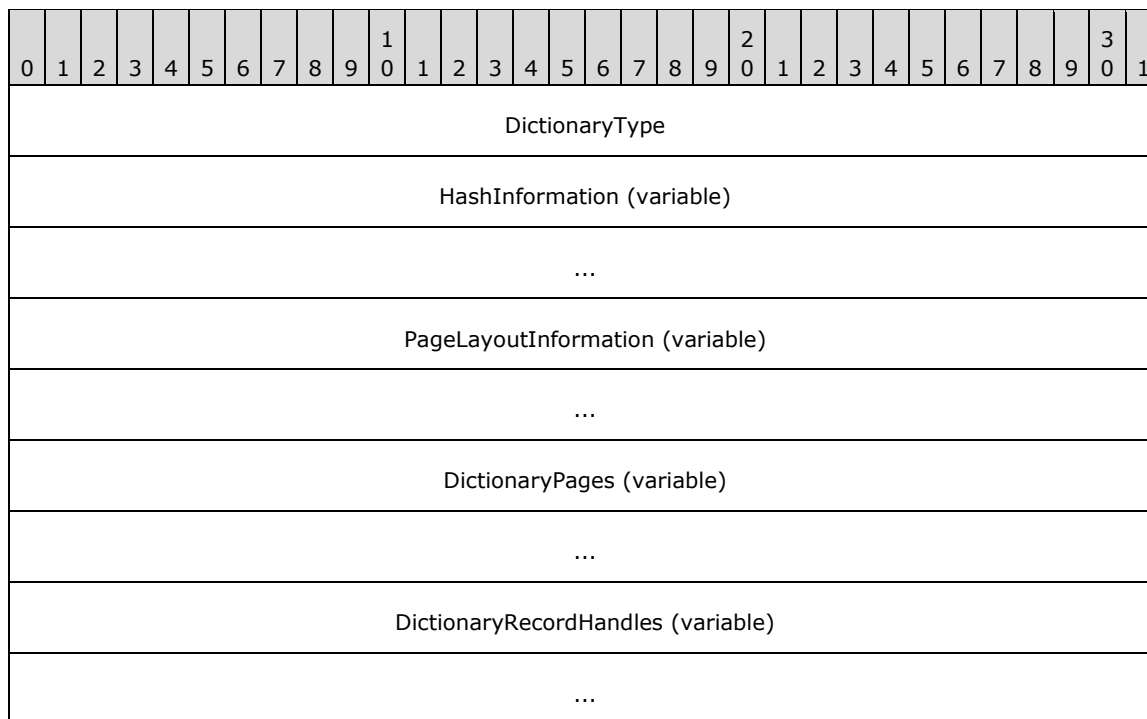 1 2 3
0 1 2 3 4 5 6 7 8 9 0 1 2 3 4 5 6 7 8 9 0 1 2 3 4 5 6 7 8 9 0 1
DictionaryType
HashInformation (variable)
...
PageLayoutInformation (variable)
...
DictionaryPages (variable)
...
DictionaryRecordHandles (variable)
...